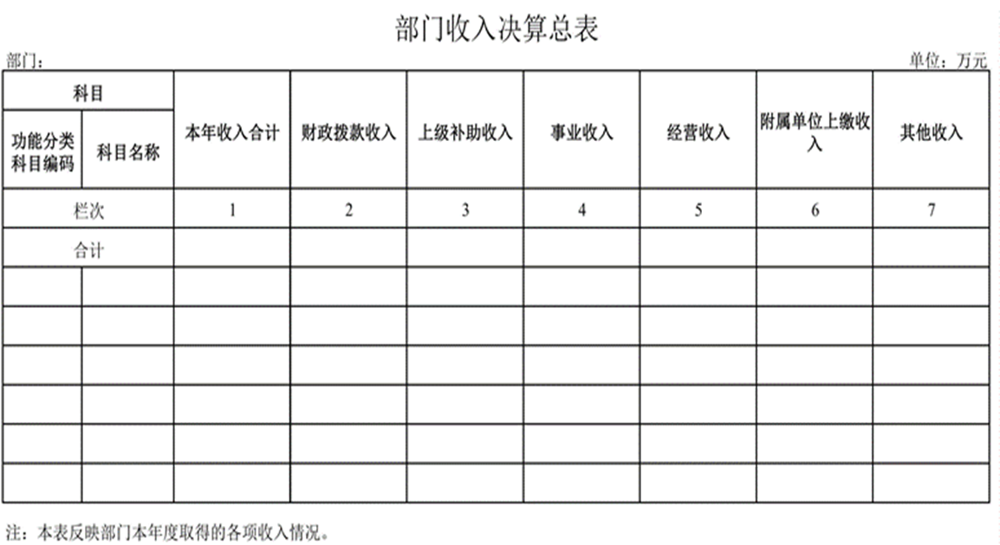 部门收入决算总表
部门：
单位：万元
科目
本年收入合计
财政拨款收入
上级补助收入
事业收入
经营收入
附属单位上缴收
入
其他收入
功能分类
科目编码
科目名称
栏次 1 2 3 4 5 6 7
合计
注：本表反映部门本年度取得的各项收入情况。